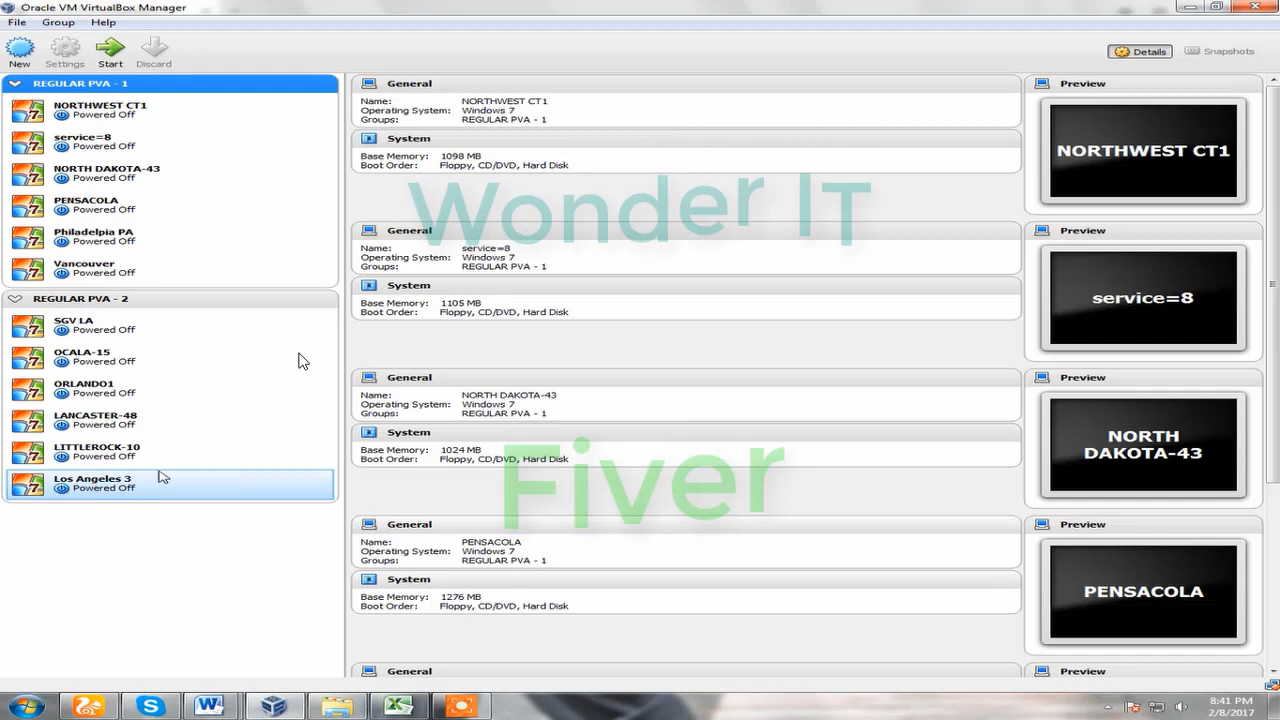 Oracle VM VirtualBox Manager
File Group Help
New Settings Start Discard
Details Snapshots
REGULAR PVA - 1
NORTHWEST CT1
Powered Off
service=8
Powered Off
NORTH DAKOTA-43
Powered Off
PENSACOLA
Powered Off
Philadelpia PA
Powered Off
Vancouver
Powered Off
REGULAR PVA - 2
SGV LA
Powered Off
OCALA-15
Powered Off
ORLANDO1
Powered Off
LANCASTER-48
Powered Off
LITTLEROCK-10
Powered Off
Los Angeles 3
Powered Off
General
Name: NORTHWEST CT1
Operating System: Windows 7
Groups: REGULAR PVA - 1
System
Base Memory: 1098 MB
Boot Order: Floppy, CD/DVD, Hard Disk
Preview
NORTHWEST CT1
Wonder IT
General
Name: service=8
Operating System: Windows 7
Groups: REGULAR PVA - 1
System
Base Memory: 1105 MB
Boot Order: Floppy, CD/DVD, Hard Disk
Preview
service=8
General
Name: NORTH DAKOTA-43
Operating System: Windows 7
Groups: REGULAR PVA - 1
System
Base Memory: 1024 MB
Boot Order: Floppy, CD/DVD, Hard Disk
Preview
NORTH
DAKOTA-43
Fiver
General
Name: PENSACOLA
Operating System: Windows 7
Groups: REGULAR PVA - 1
System
Base Memory: 1276 MB
Boot Order: Floppy, CD/DVD, Hard Disk
Preview
PENSACOLA
General
Preview
8:41 PM
2/8/2017